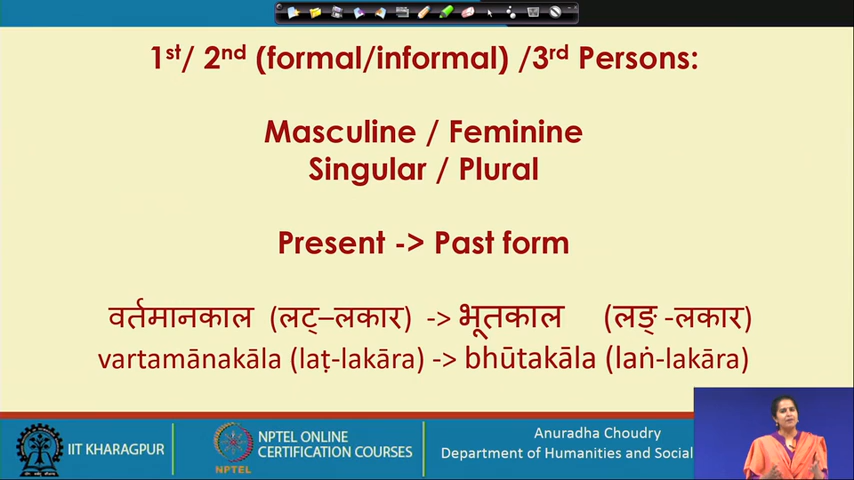 1st/ 2nd (formal/informal) /3rd Persons:
Masculine / Feminine
Singular / Plural
Present -> Past form
वर्तमानकाल (लट्–लकार) -> भूतकाल (लङ् -लकार)
vartamānakāla (laṭ-lakāra) -> bhūtakāla (laṅ-lakāra)
IIT KHARAGPUR
NPTEL
NPTEL ONLINE
CERTIFICATION COURSES
Anuradha Choudry
Department of Humanities and Social